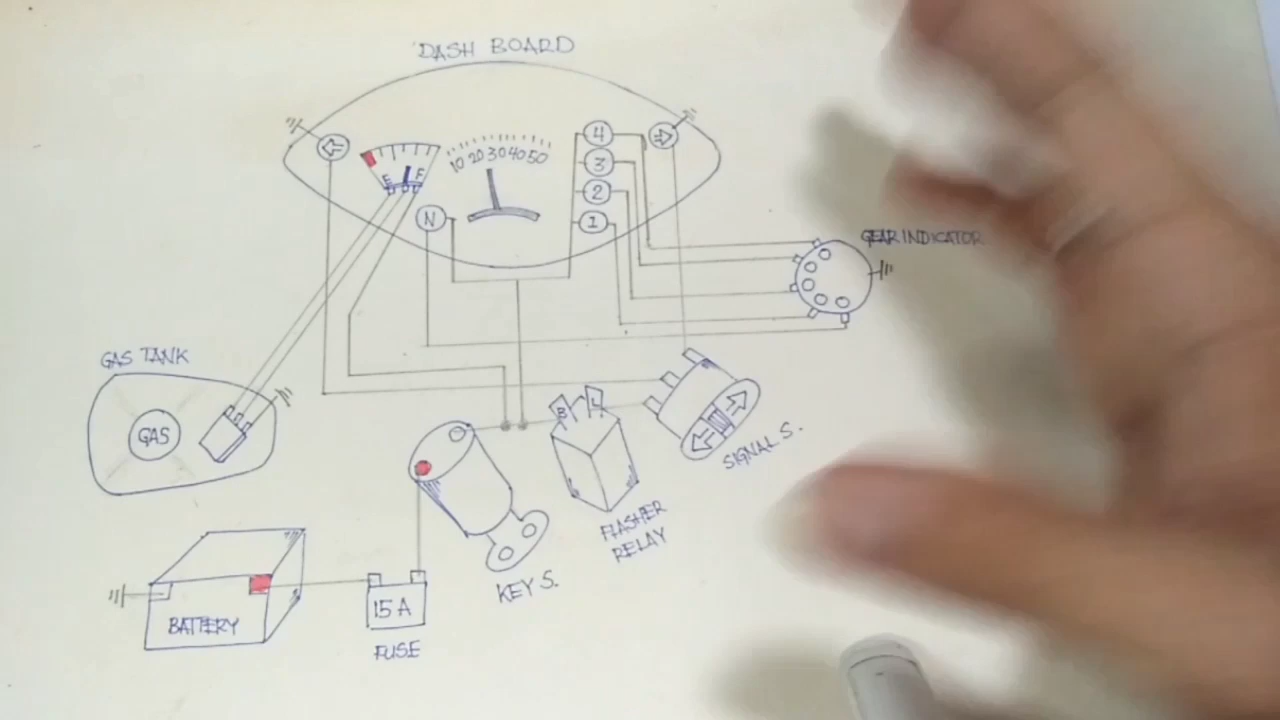 DASH BOARD
10 20 30 40 50
E F
N
4
3
2
1
GEAR INDICATOR
GAS TANK
GAS
B L
SIGNAL S.
FLASHER
RELAY
KEY S.
BATTERY
15 A
FUSE